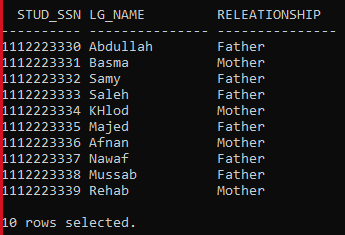 STUD_SSN LG_NAME RELEATIONSHIP
---------- --------------- ---------------
1112223330 Abdullah Father
1112223331 Basma Mother
1112223332 Samy Father
1112223333 Saleh Father
1112223334 KHlod Mother
1112223335 Majed Father
1112223336 Afnan Mother
1112223337 Nawaf Father
1112223338 Mussab Father
1112223339 Rehab Mother
10 rows selected.